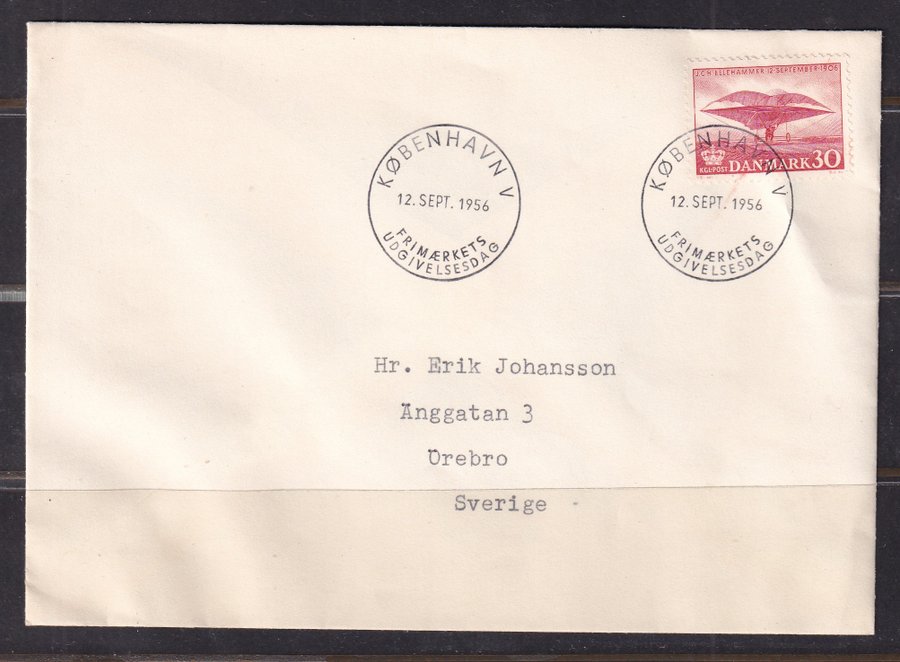 J.C.H. ELLEHAMMER 12·SEPTEMBER·1906
KGL·POST DANMARK 30
KØBENHAVN V
12. SEPT. 1956
FRIMÆRKETS
UDGIVELSESDAG
KØBENHAVN V
12. SEPT. 1956
FRIMÆRKETS
UDGIVELSESDAG
Hr. Erik Johansson
Änggatan 3
Örebro
Sverige